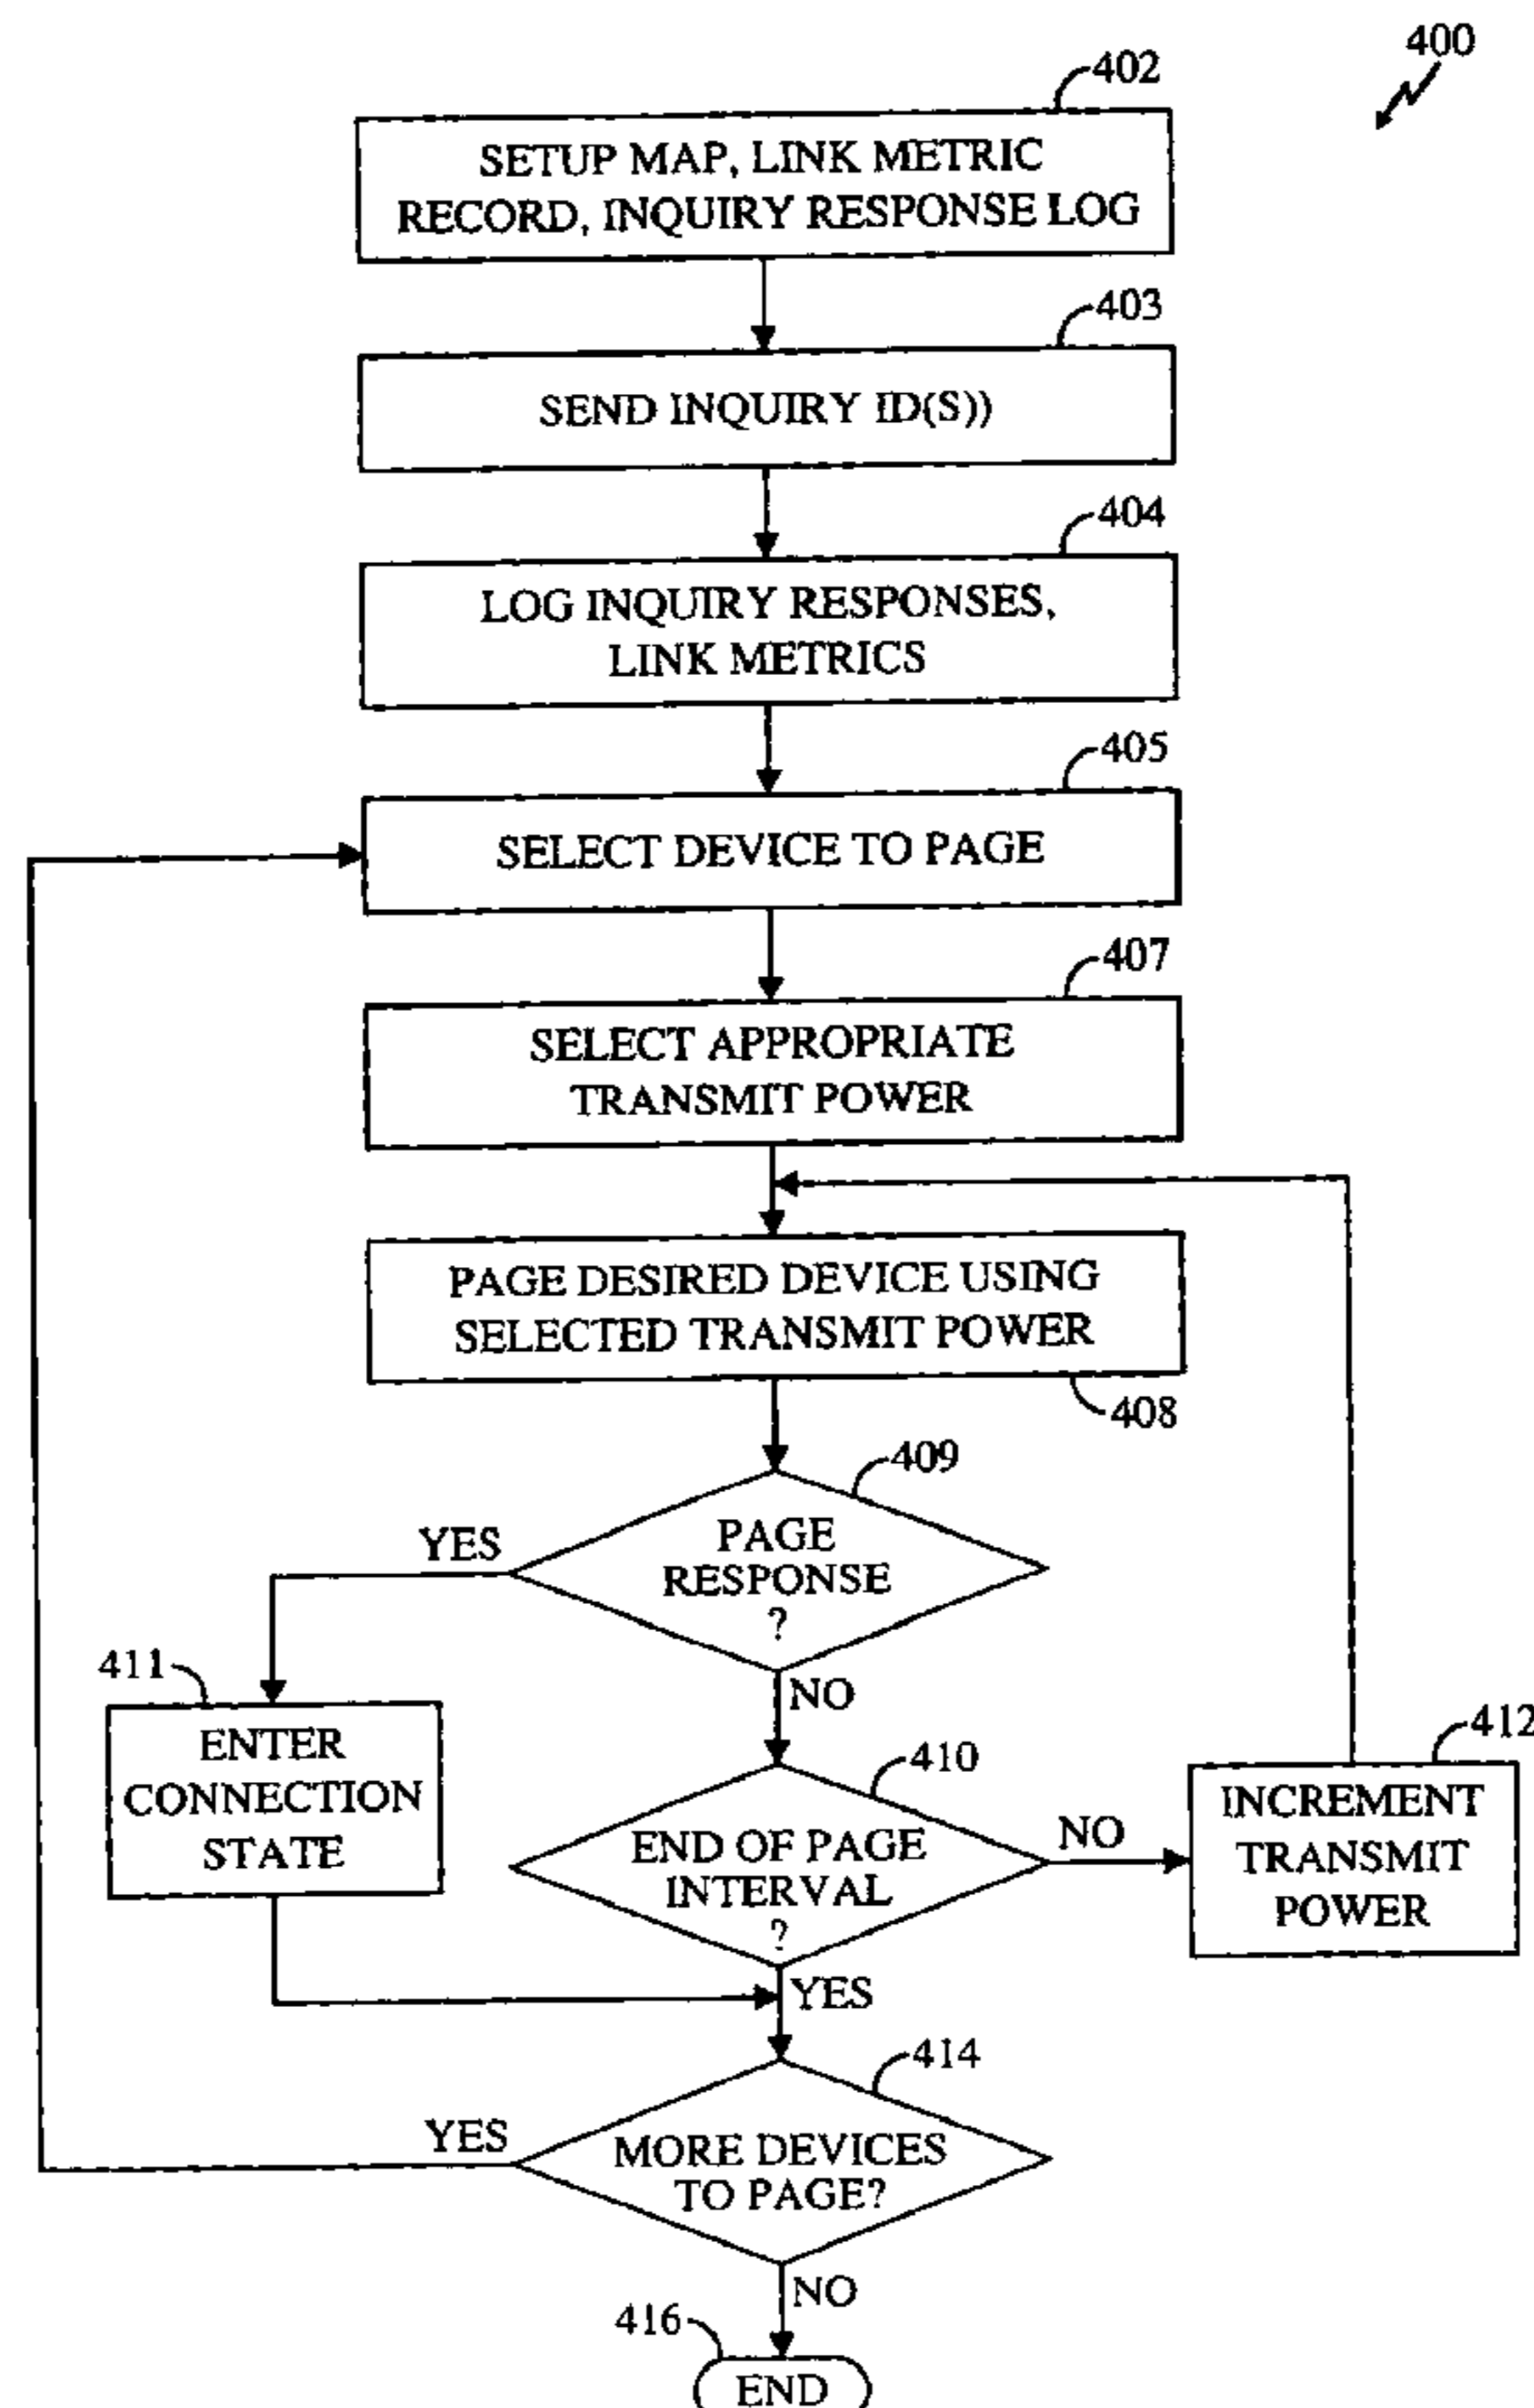 400
402
SETUP MAP, LINK METRIC
RECORD, INQUIRY RESPONSE LOG
403
SEND INQUIRY ID(S))
404
LOG INQUIRY RESPONSES,
LINK METRICS
405
SELECT DEVICE TO PAGE
407
SELECT APPROPRIATE
TRANSMIT POWER
PAGE DESIRED DEVICE USING
SELECTED TRANSMIT POWER
408
409
PAGE
RESPONSE
?
YES
NO
411
ENTER
CONNECTION
STATE
410
END OF PAGE
INTERVAL
?
NO
412
INCREMENT
TRANSMIT
POWER
YES
414
MORE DEVICES
TO PAGE?
YES
NO
416
END